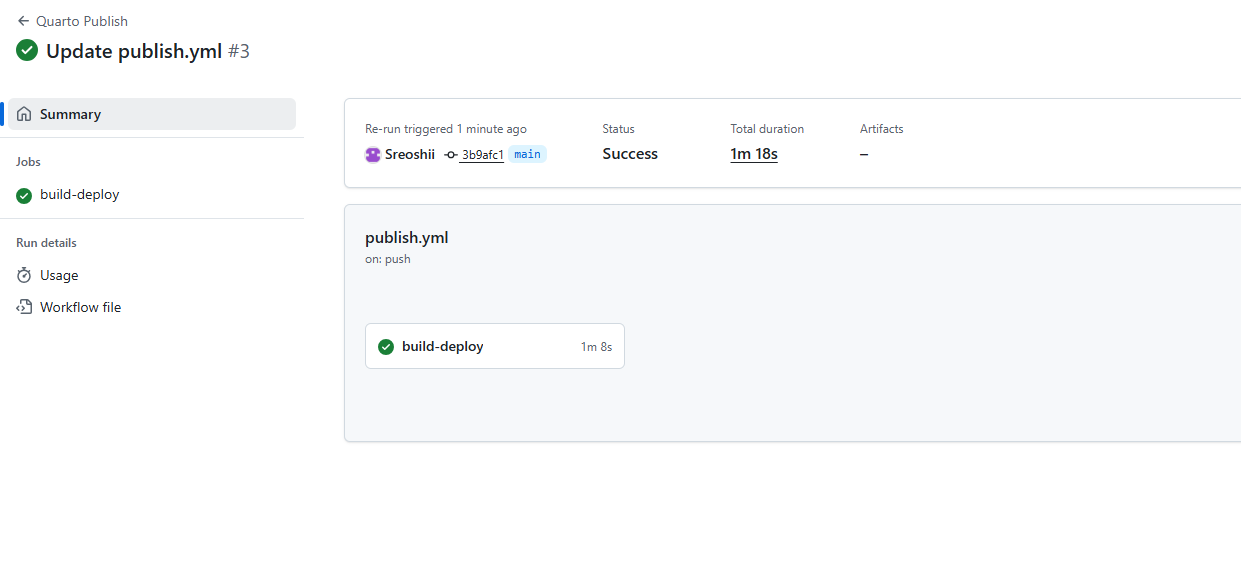 Quarto Publish
Update publish.yml #3
Summary
Jobs
build-deploy
Run details
Usage
Workflow file
Re-run triggered 1 minute ago
Sreoshii 3b9afc1 main
Status
Success
Total duration
1m 18s
Artifacts
–
publish.yml
on: push
build-deploy 1m 8s